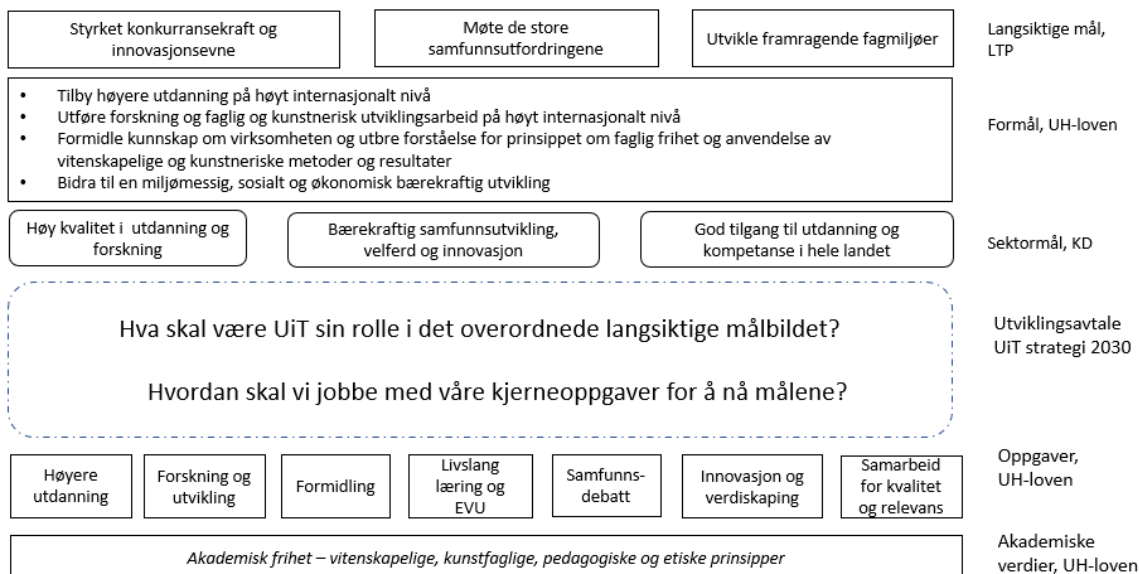 Styrket konkurransekraft og
innovasjonsevne
Møte de store
samfunnsutfordringene
Utvikle framragende fagmiljøer
Langsiktige mål,
LTP
• Tilby høyere utdanning på høyt internasjonalt nivå
• Utføre forskning og faglig og kunstnerisk utviklingsarbeid på høyt internasjonalt nivå
• Formidle kunnskap om virksomheten og utbre forståelse for prinsippet om faglig frihet og anvendelse av
vitenskapelige og kunstneriske metoder og resultater
• Bidra til en miljømessig, sosialt og økonomisk bærekraftig utvikling
Formål, UH-loven
Høy kvalitet i utdanning og
forskning
Bærekraftig samfunnsutvikling,
velferd og innovasjon
God tilgang til utdanning og
kompetanse i hele landet
Sektormål, KD
Hva skal være UiT sin rolle i det overordnede langsiktige målbildet?
Hvordan skal vi jobbe med våre kjerneoppgaver for å nå målene?
Utviklingsavtale
UiT strategi 2030
Høyere
utdanning
Forskning og
utvikling
Formidling
Livslang
læring og
EVU
Samfunns-
debatt
Innovasjon og
verdiskaping
Samarbeid
for kvalitet
og relevans
Oppgaver,
UH-loven
Akademisk frihet – vitenskapelige, kunstfaglige, pedagogiske og etiske prinsipper
Akademiske
verdier, UH-loven